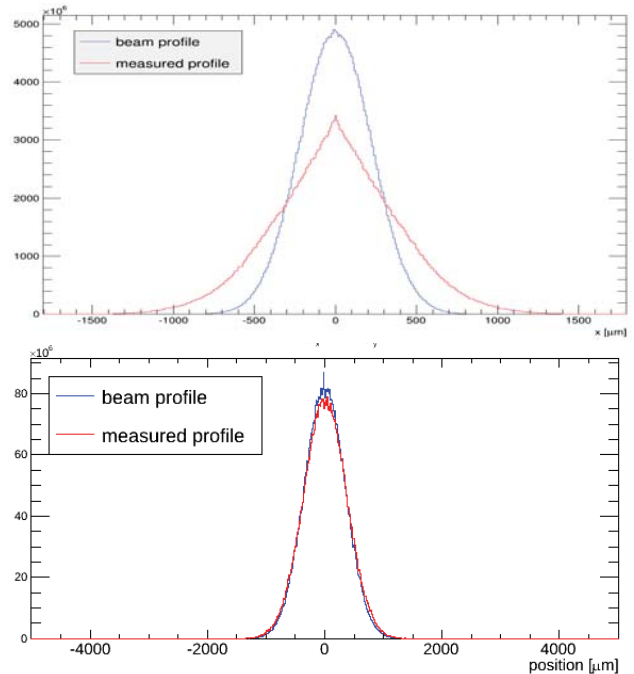 ×10⁶
5000
beam profile
measured profile
4000
3000
2000
1000
0
-1500 -1000 -500 0 500 1000 1500
x [μm]
x y
×10⁶
80
beam profile
measured profile
60
40
20
0
-4000 -2000 0 2000 4000
position [μm]